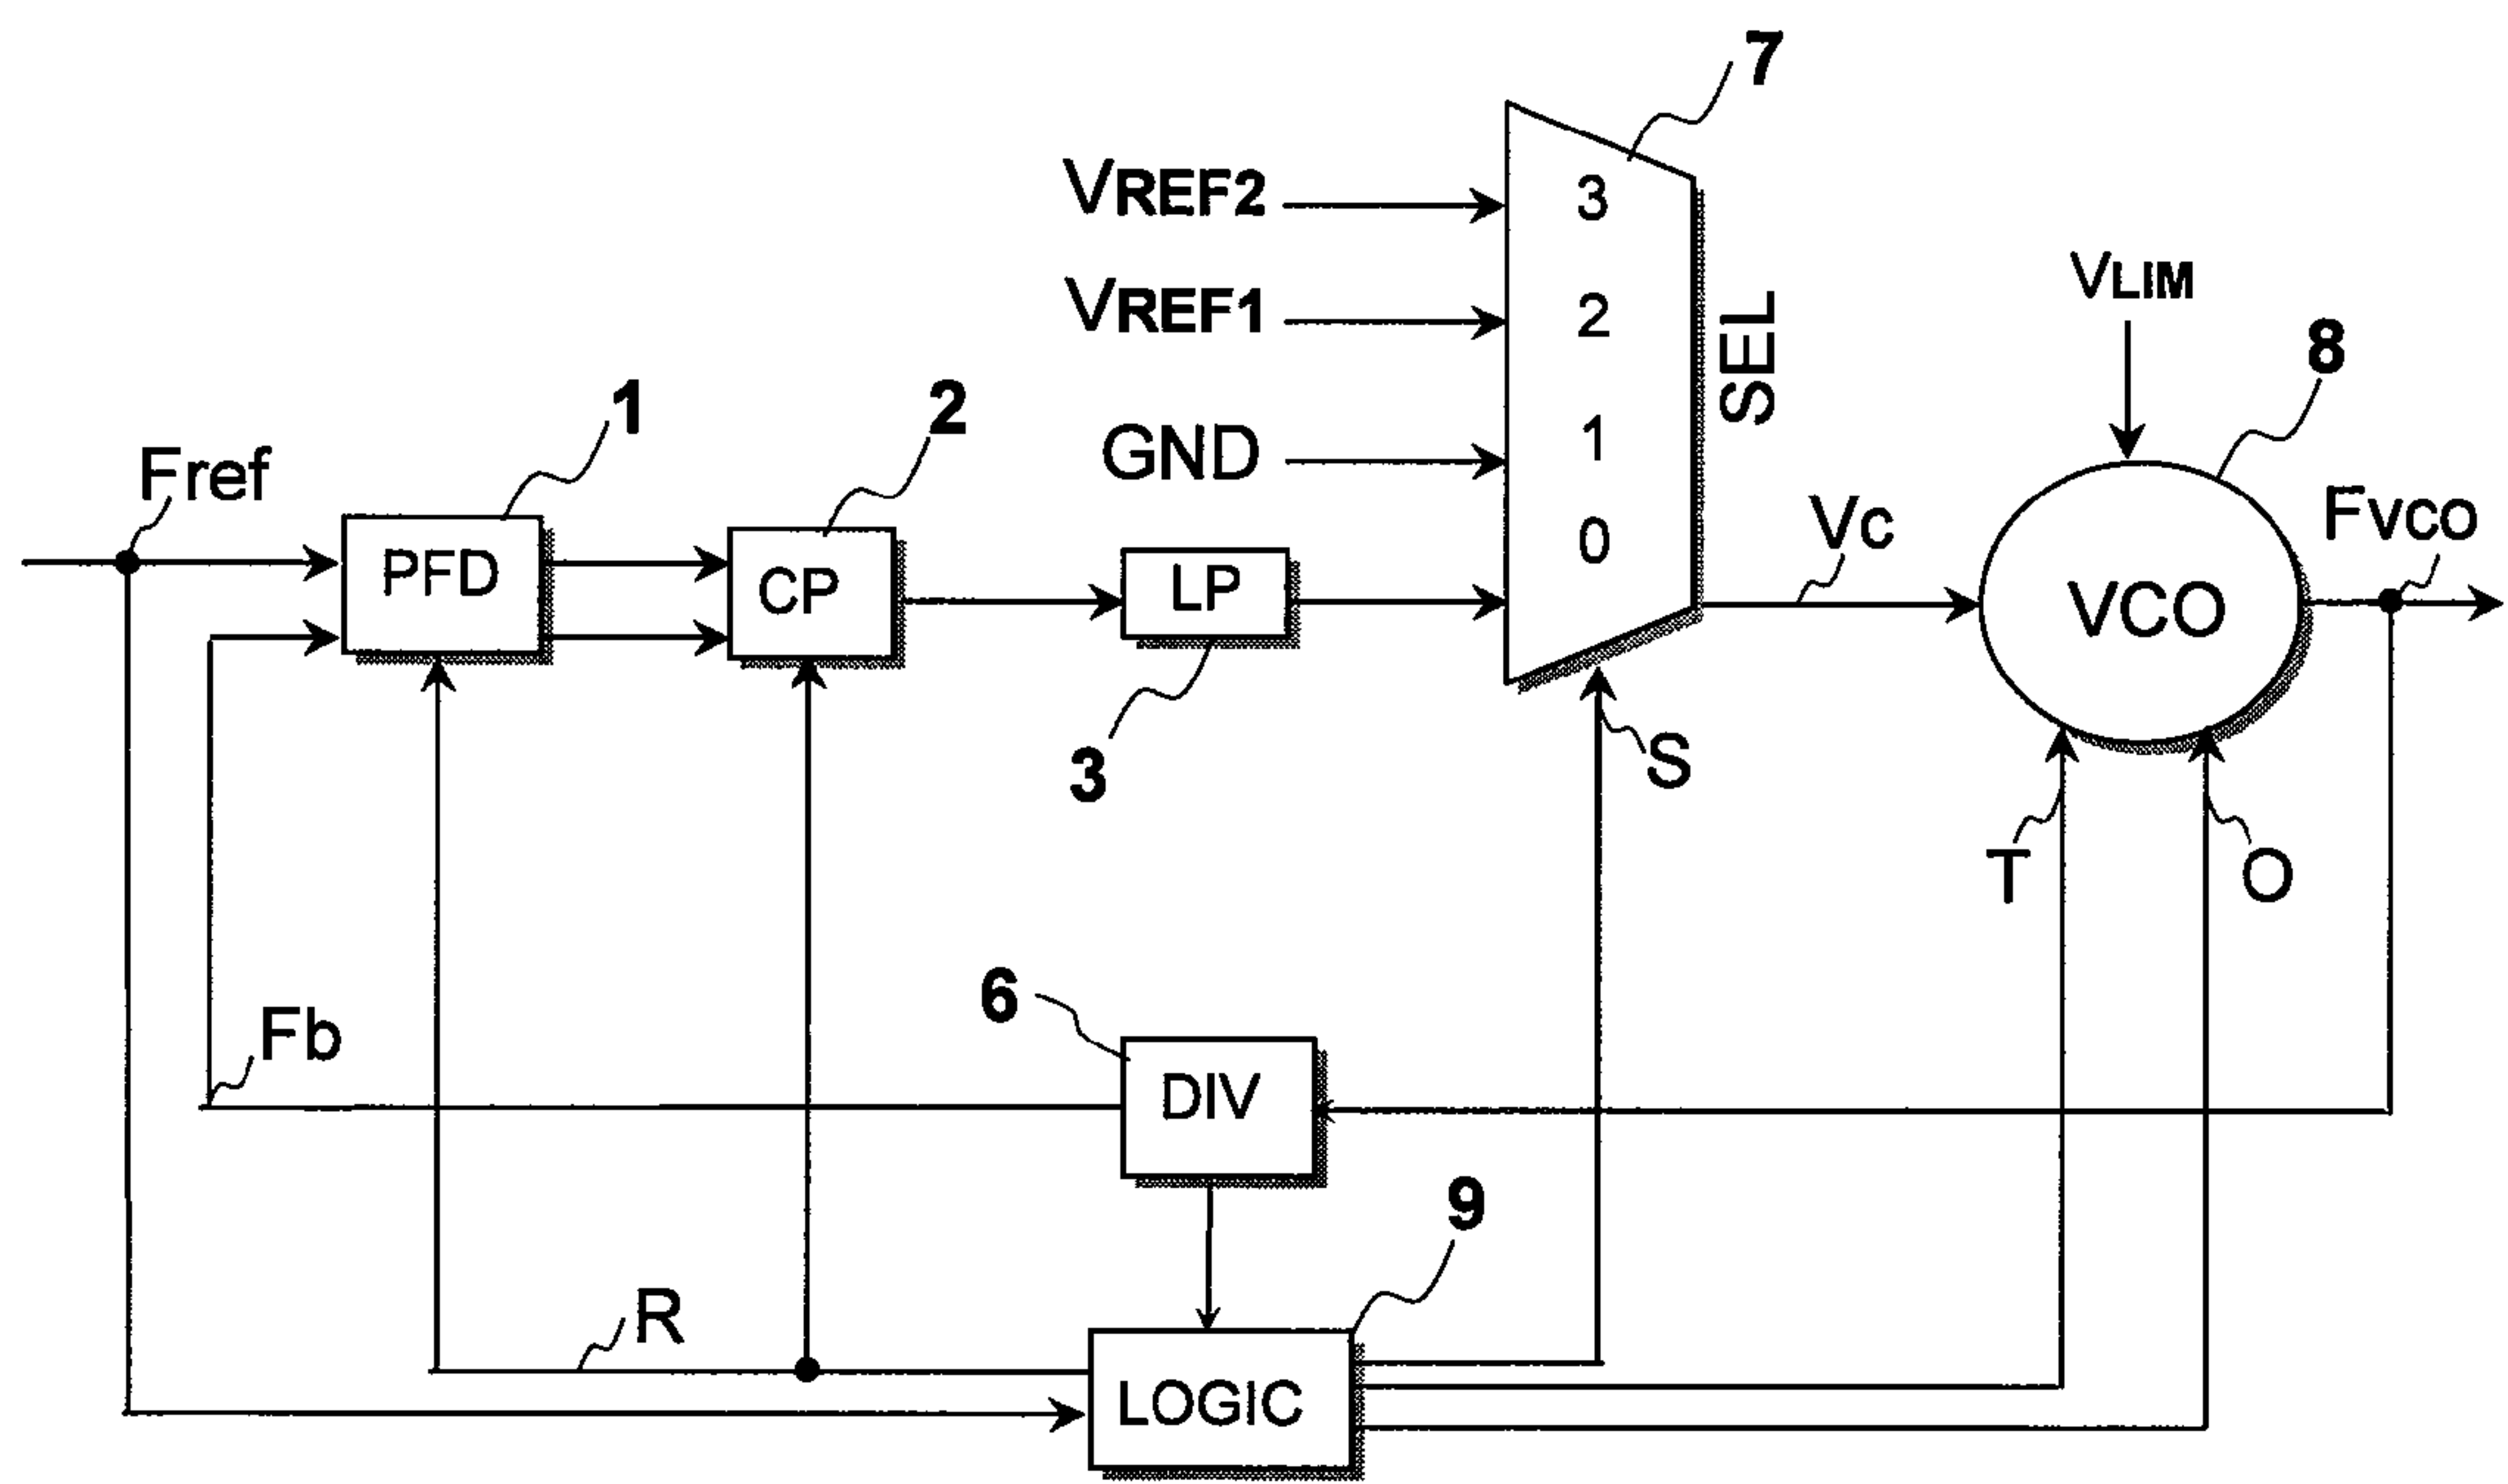 7
VREF2
3
VREF1
2
SEL
VLIM
8
1
2
GND
1
Fref
PFD
CP
LP
0
Vc
VCO
Fvco
3
S
T
O
6
Fb
DIV
9
R
LOGIC